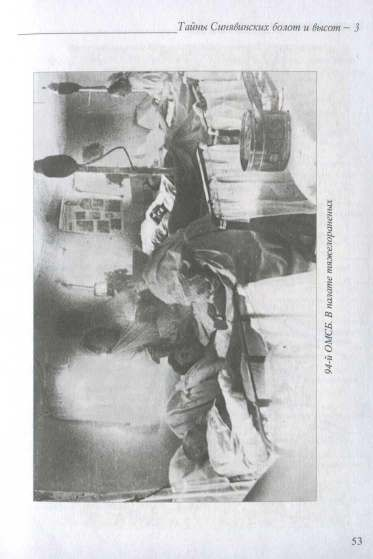 Тайны Синявинских болот и высот – 3
94-й ОМСБ. В палате тяжелораненых
53